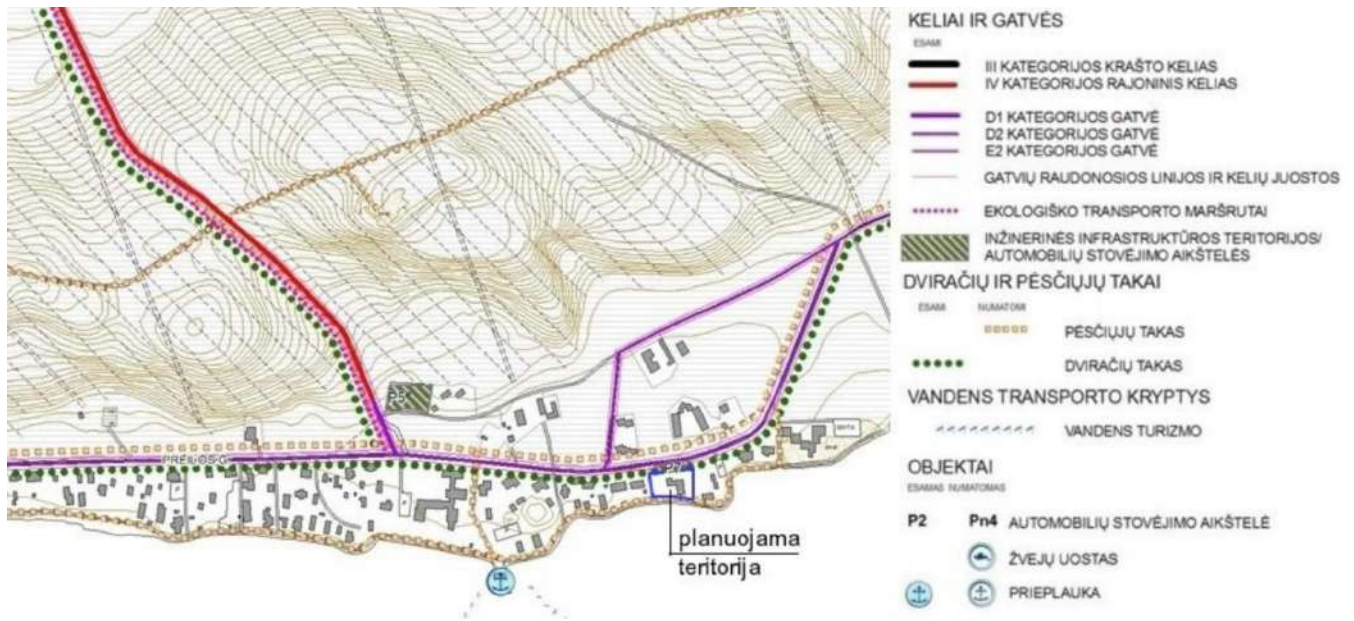 KELIAI IR GATVĖS
ESAMI
III KATEGORIJOS KRAŠTO KELIAS
IV KATEGORIJOS RAJONINIS KELIAS
D1 KATEGORIJOS GATVĖ
D2 KATEGORIJOS GATVĖ
E2 KATEGORIJOS GATVĖ
GATVIŲ RAUDONOSIOS LINIJOS IR KELIŲ JUOSTOS
EKOLOGIŠKO TRANSPORTO MARŠRUTAI
INŽINERINĖS INFRASTRUKTŪROS TERITORIJOS/
AUTOMOBILIŲ STOVĖJIMO AIKŠTELĖS
DVIRAČIŲ IR PĖSČIŲJŲ TAKAI
ESAMI NUMATOMI
PĖSČIŲJŲ TAKAS
DVIRAČIŲ TAKAS
VANDENS TRANSPORTO KRYPTYS
VANDENS TURIZMO
OBJEKTAI
ESAMAS NUMATOMAS
P2 Pn4 AUTOMOBILIŲ STOVĖJIMO AIKŠTELĖ
ŽVEJŲ UOSTAS
PRIEPLAUKA
PREILOS G.
planuojama
teritorija